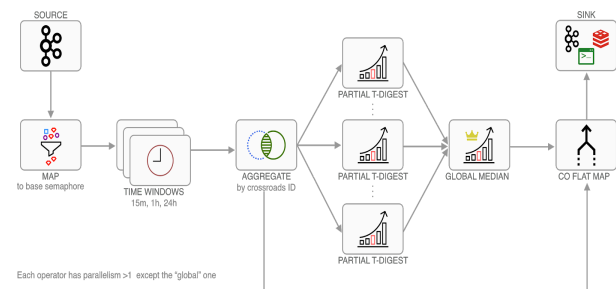 SOURCE
SINK
>_
PARTIAL T-DIGEST
MAP
to base semaphore
TIME WINDOWS
15m, 1h, 24h
AGGREGATE
by crossroads ID
PARTIAL T-DIGEST
GLOBAL MEDIAN
CO FLAT MAP
PARTIAL T-DIGEST
Each operator has parallelism >1 except the “global” one